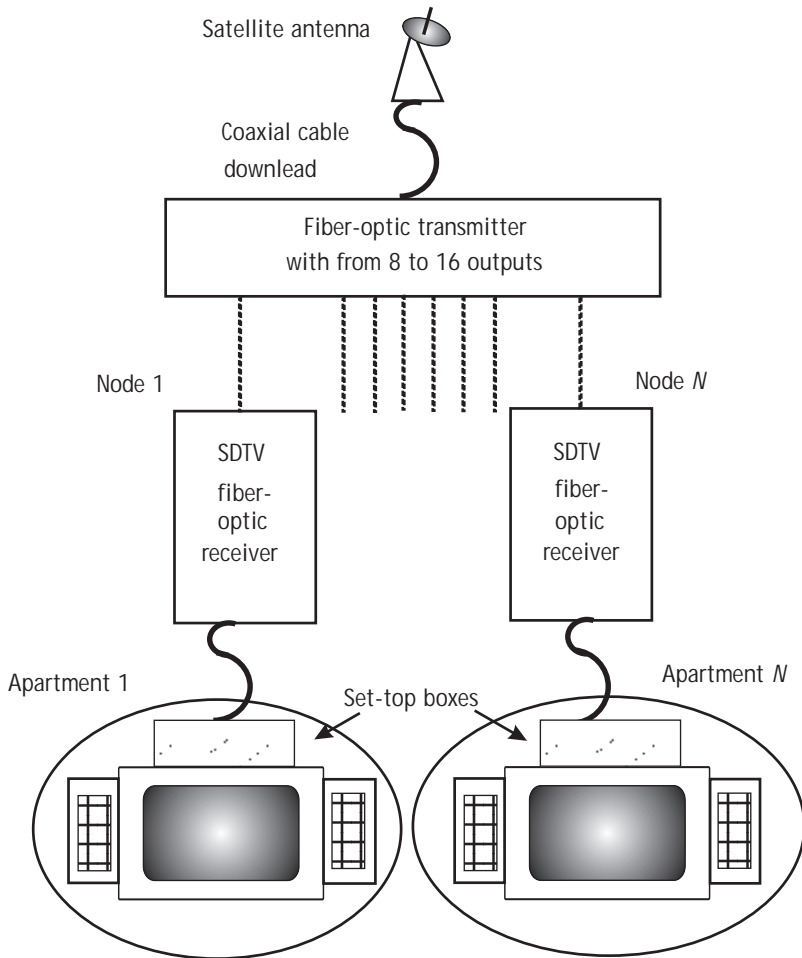 Satellite antenna
Coaxial cable
downlead
Fiber-optic transmitter
with from 8 to 16 outputs
Node 1
Node N
SDTV
fiber-
optic
receiver
SDTV
fiber-
optic
receiver
Apartment 1
Set-top boxes
Apartment N